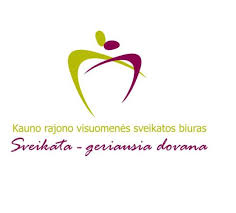 Kauno rajono visuomenės sveikatos biuras
Sveikata - geriausia dovana